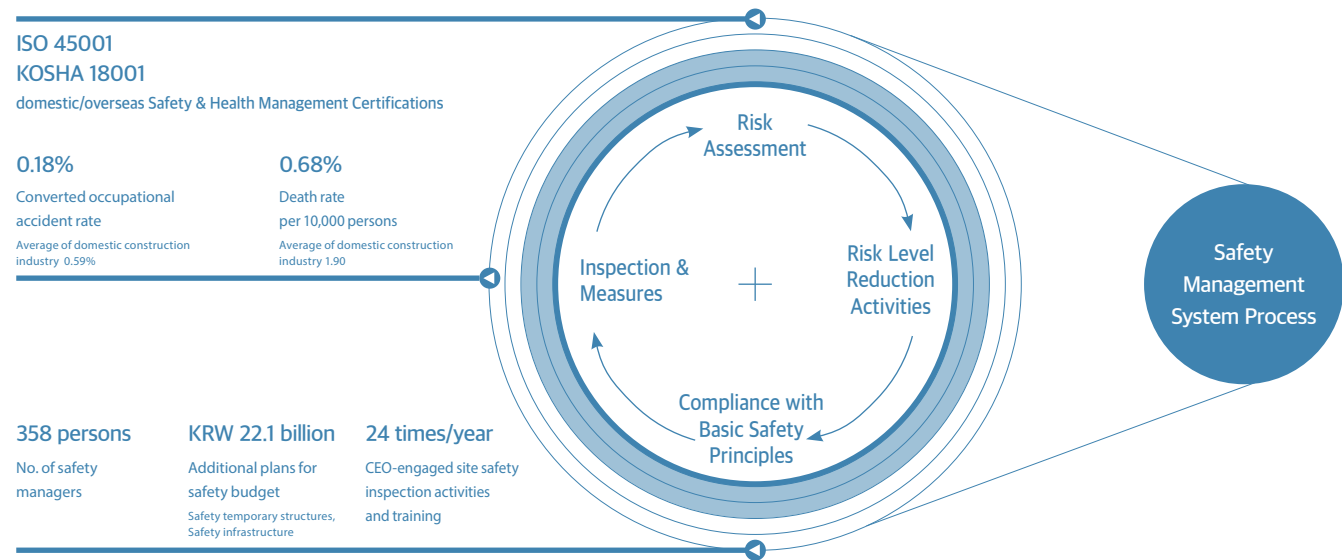 ISO 45001
KOSHA 18001
domestic/overseas Safety & Health Management Certifications
0.18%
Converted occupational
accident rate
Average of domestic construction
industry 0.59%
0.68%
Death rate
per 10,000 persons
Average of domestic construction
industry 1.90
358 persons
No. of safety
managers
KRW 22.1 billion
Additional plans for
safety budget
Safety temporary structures,
Safety infrastructure
24 times/year
CEO-engaged site safety
inspection activities
and training
Risk
Assessment
Risk Level
Reduction
Activities
Compliance with
Basic Safety
Principles
Inspection &
Measures
Safety
Management
System Process